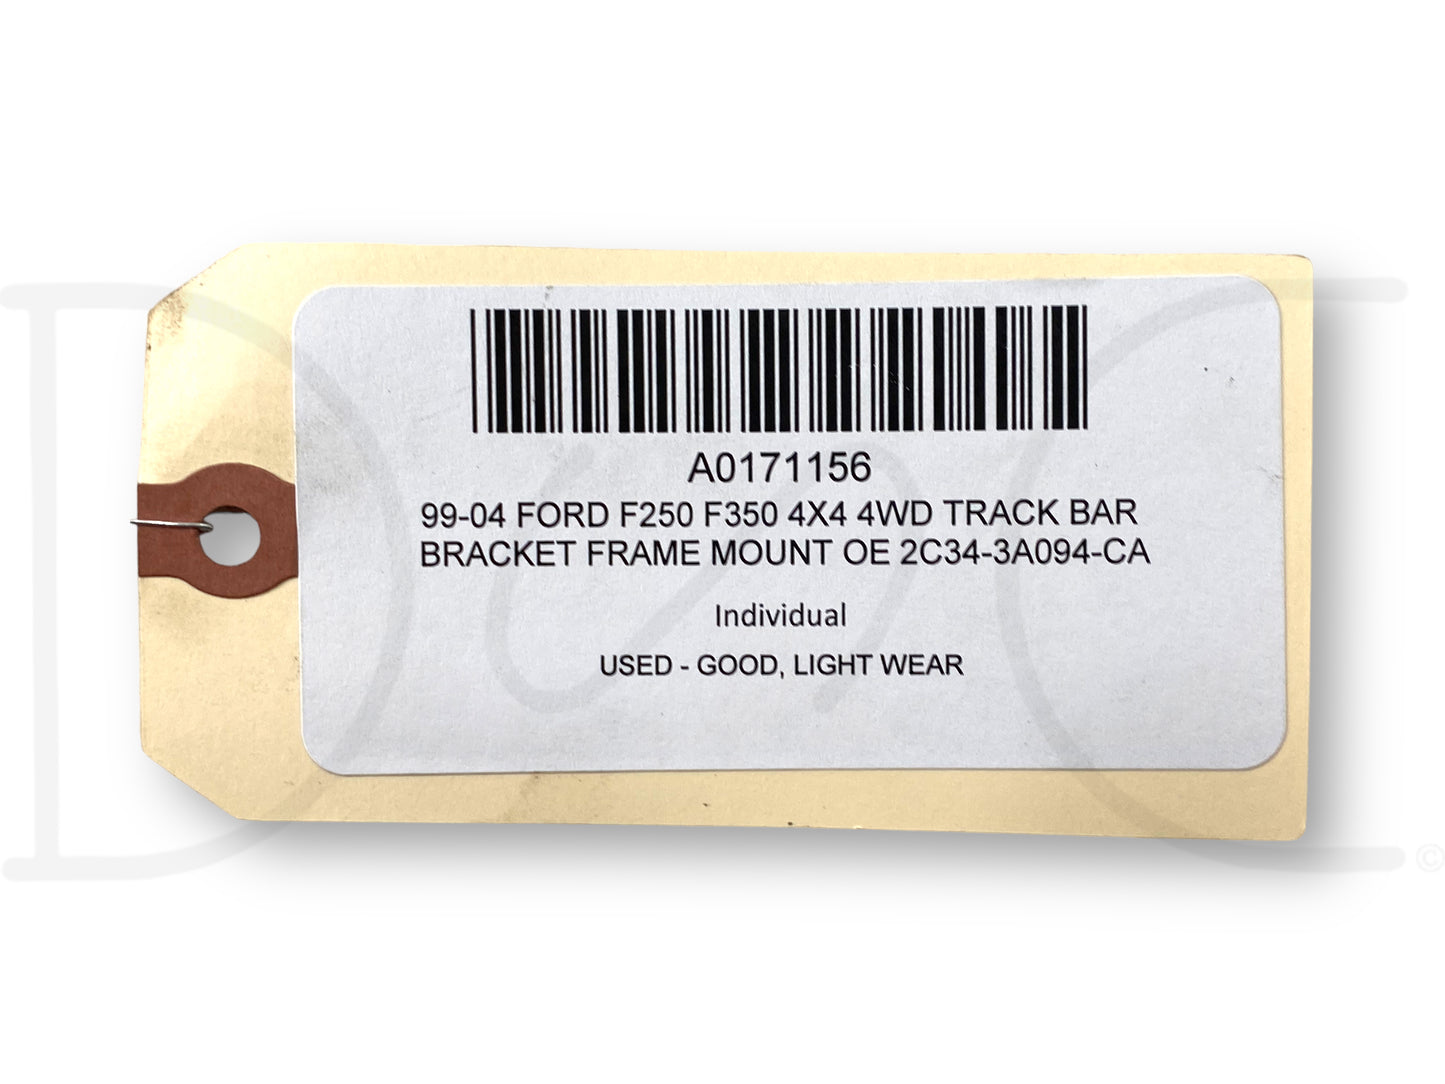 A0171156
99-04 FORD F250 F350 4X4 4WD TRACK BAR
BRACKET FRAME MOUNT OE 2C34-3A094-CA
Individual
USED - GOOD, LIGHT WEAR
©